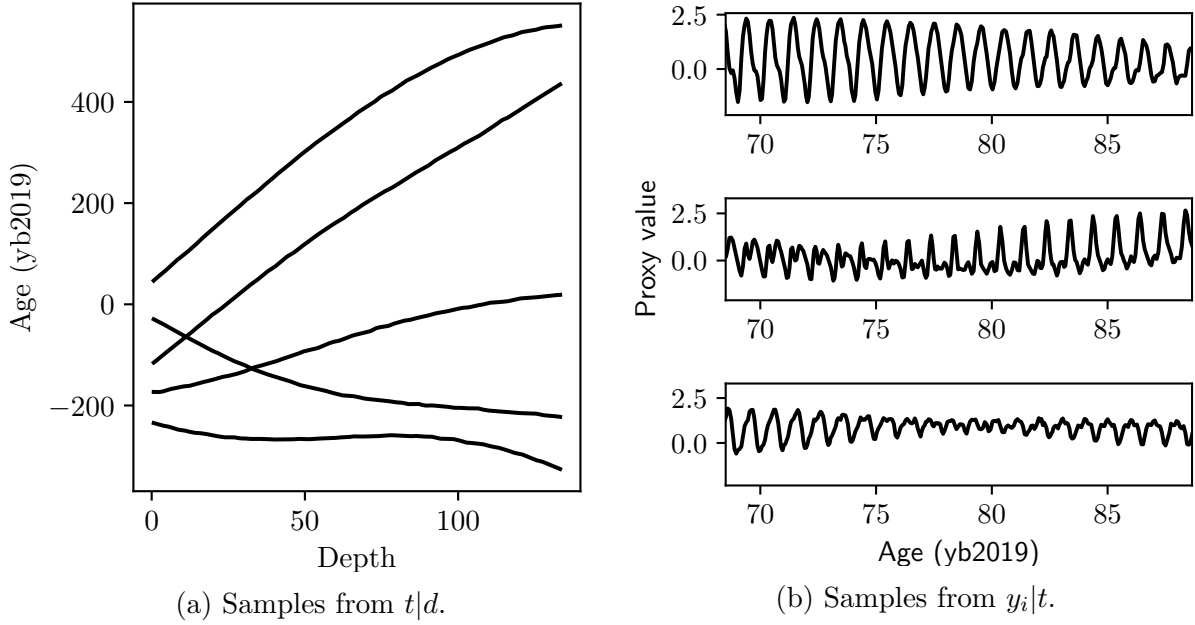 Age (yb2019)
400
200
0
−200
0 50 100
Depth
(a) Samples from t|d.
Proxy value
2.5
0.0
70 75 80 85
2.5
0.0
70 75 80 85
2.5
0.0
70 75 80 85
Age (yb2019)
(b) Samples from yᵢ|t.